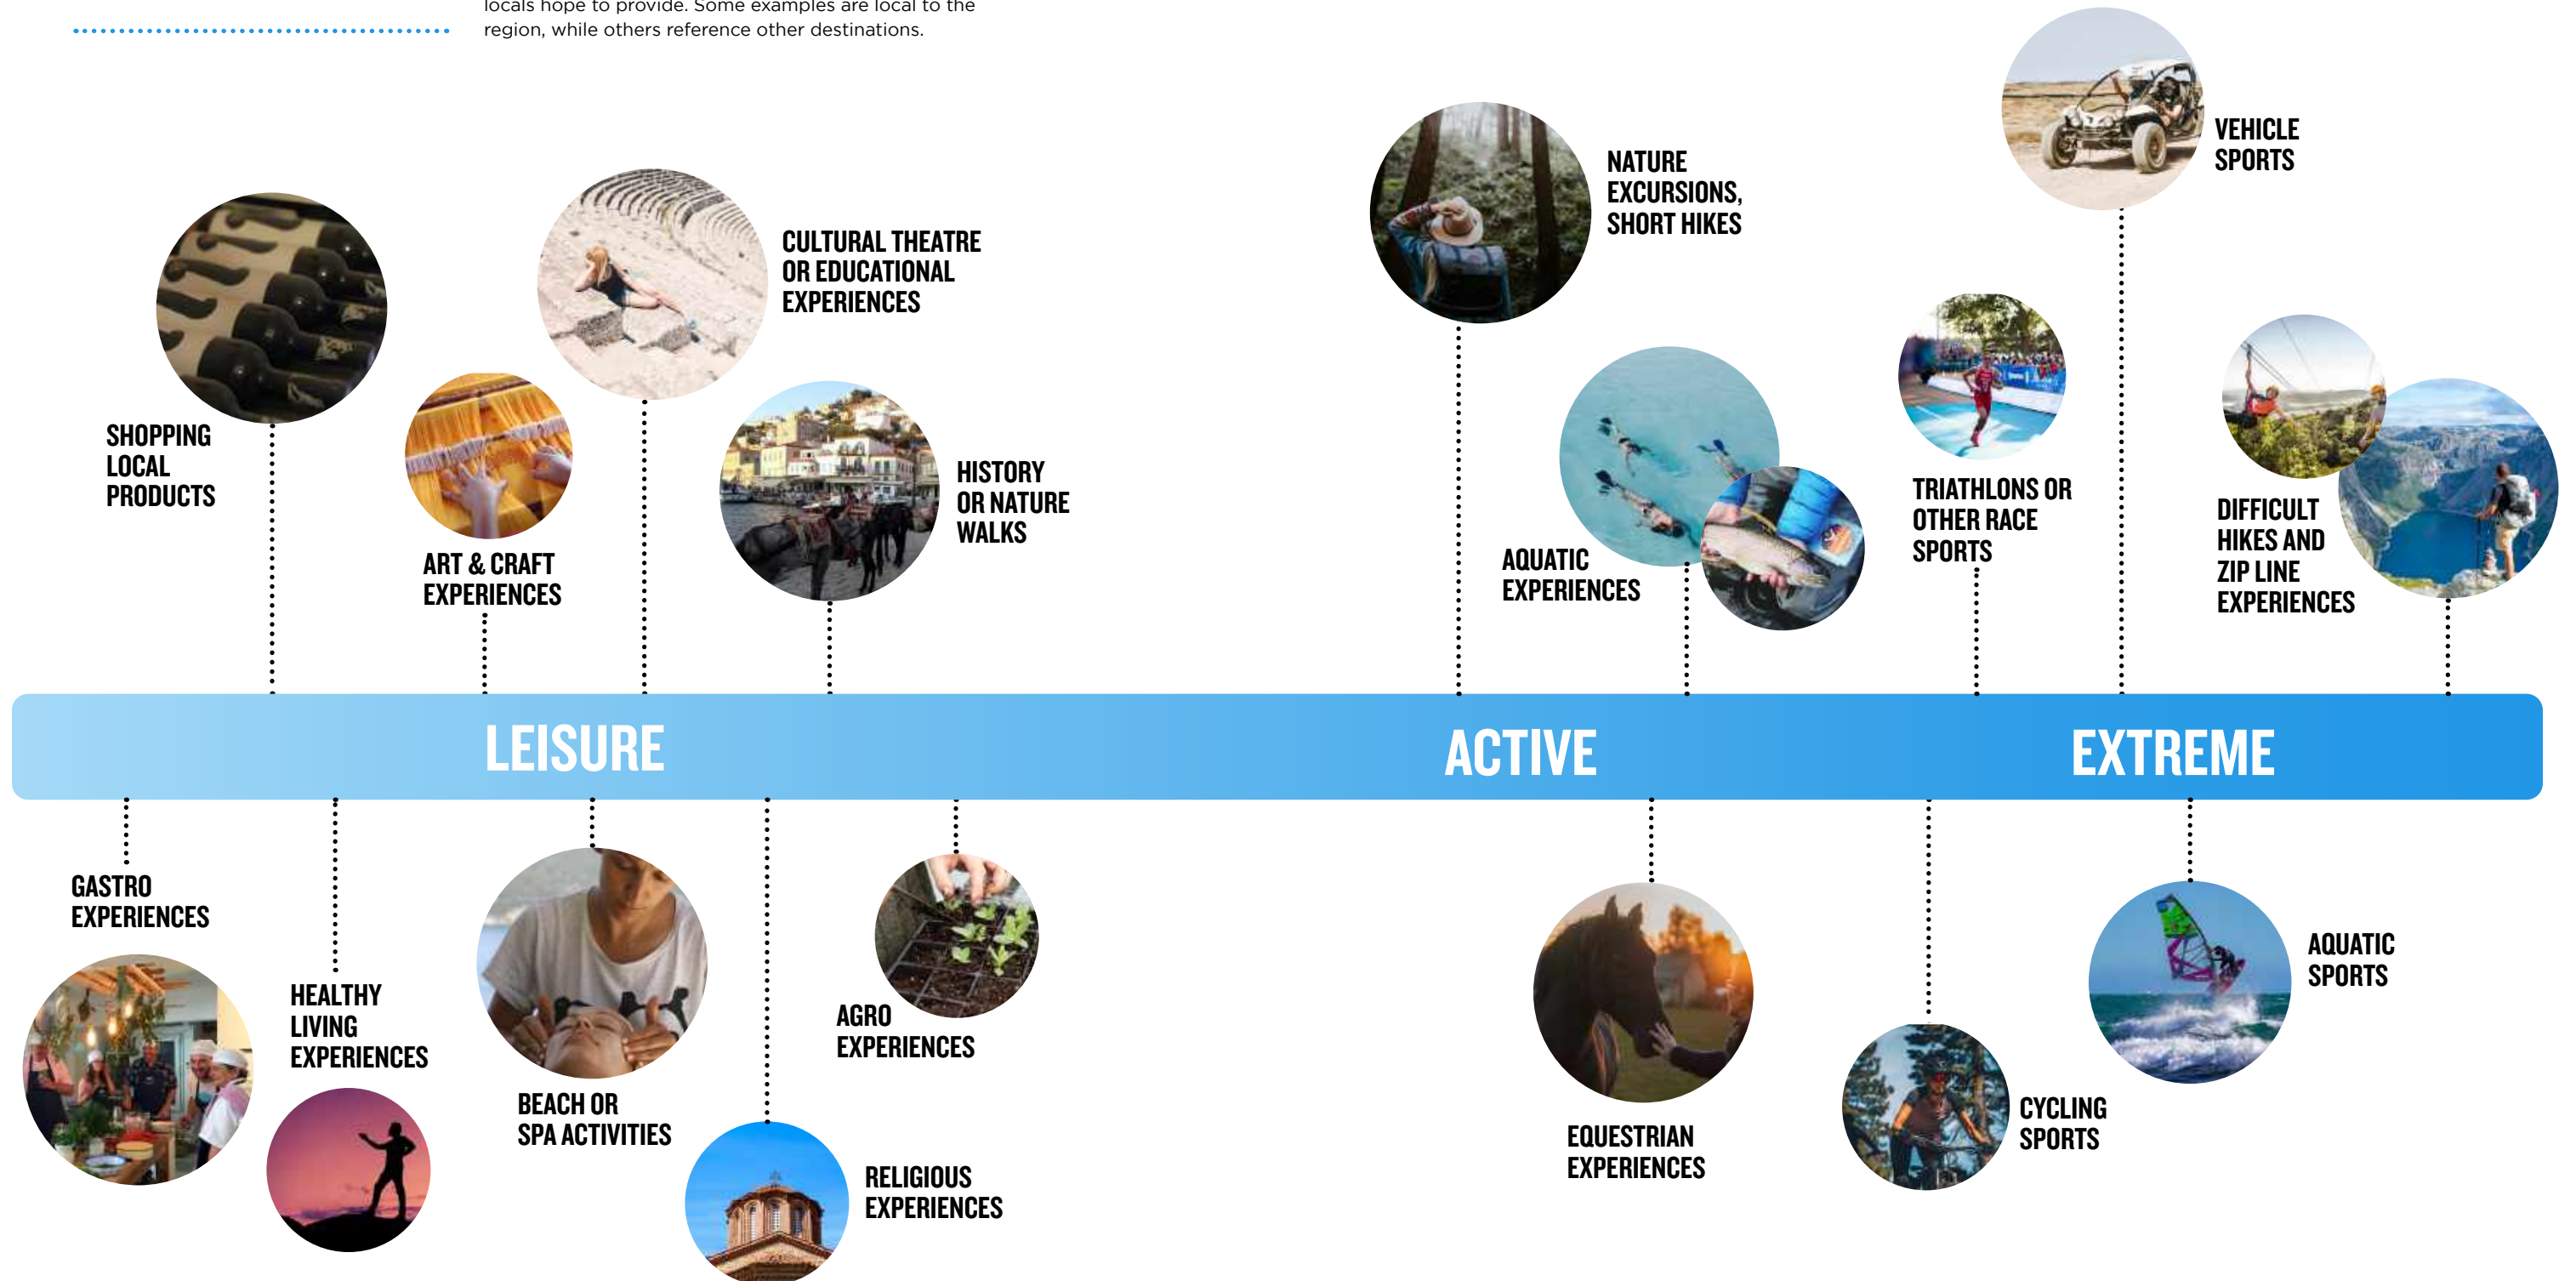 locals hope to provide. Some examples are local to the
region, while others reference other destinations.
VEHICLE
SPORTS
NATURE
EXCURSIONS,
SHORT HIKES
CULTURAL THEATRE
OR EDUCATIONAL
EXPERIENCES
SHOPPING
LOCAL
PRODUCTS
HISTORY
OR NATURE
WALKS
ART & CRAFT
EXPERIENCES
AQUATIC
EXPERIENCES
TRIATHLONS OR
OTHER RACE
SPORTS
DIFFICULT
HIKES AND
ZIP LINE
EXPERIENCES
LEISURE
ACTIVE
EXTREME
GASTRO
EXPERIENCES
HEALTHY
LIVING
EXPERIENCES
BEACH OR
SPA ACTIVITIES
AGRO
EXPERIENCES
RELIGIOUS
EXPERIENCES
EQUESTRIAN
EXPERIENCES
CYCLING
SPORTS
AQUATIC
SPORTS